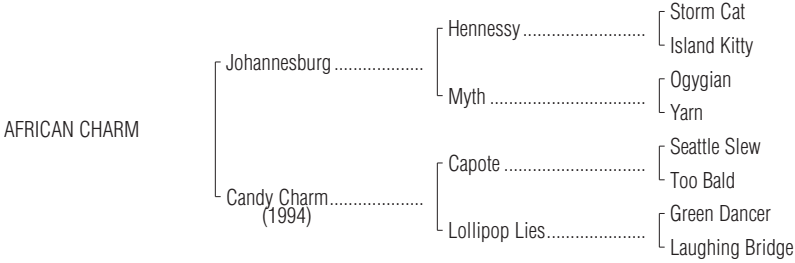 Storm Cat
Hennessy
Island Kitty
Johannesburg
Ogygian
Myth
Yarn
AFRICAN CHARM
Seattle Slew
Capote
Too Bald
Candy Charm
(1994)
Green Dancer
Lollipop Lies
Laughing Bridge